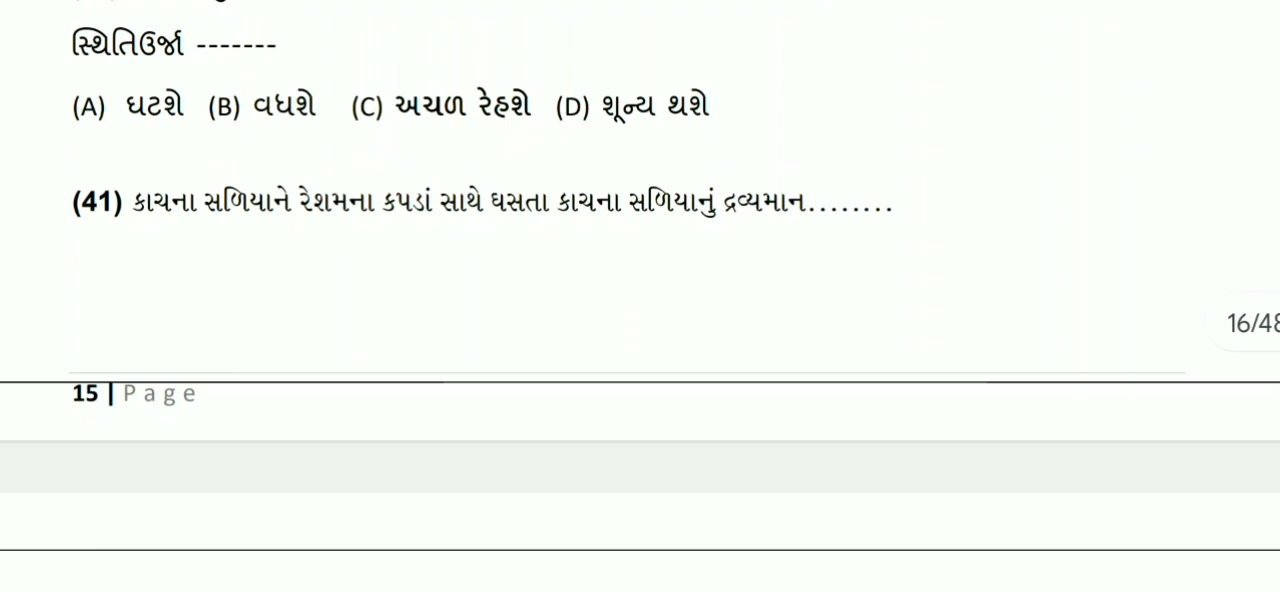 સ્થિતિઉર્જા -------
(A) ઘટશે (B) વધશે (C) અચળ રેહશે (D) શૂન્ય થશે
(41) કાચના સળિયાને રેશમના કપડાં સાથે ઘસતા કાચના સળિયાનું દ્રવ્યમાન........
16/48
15 | Page